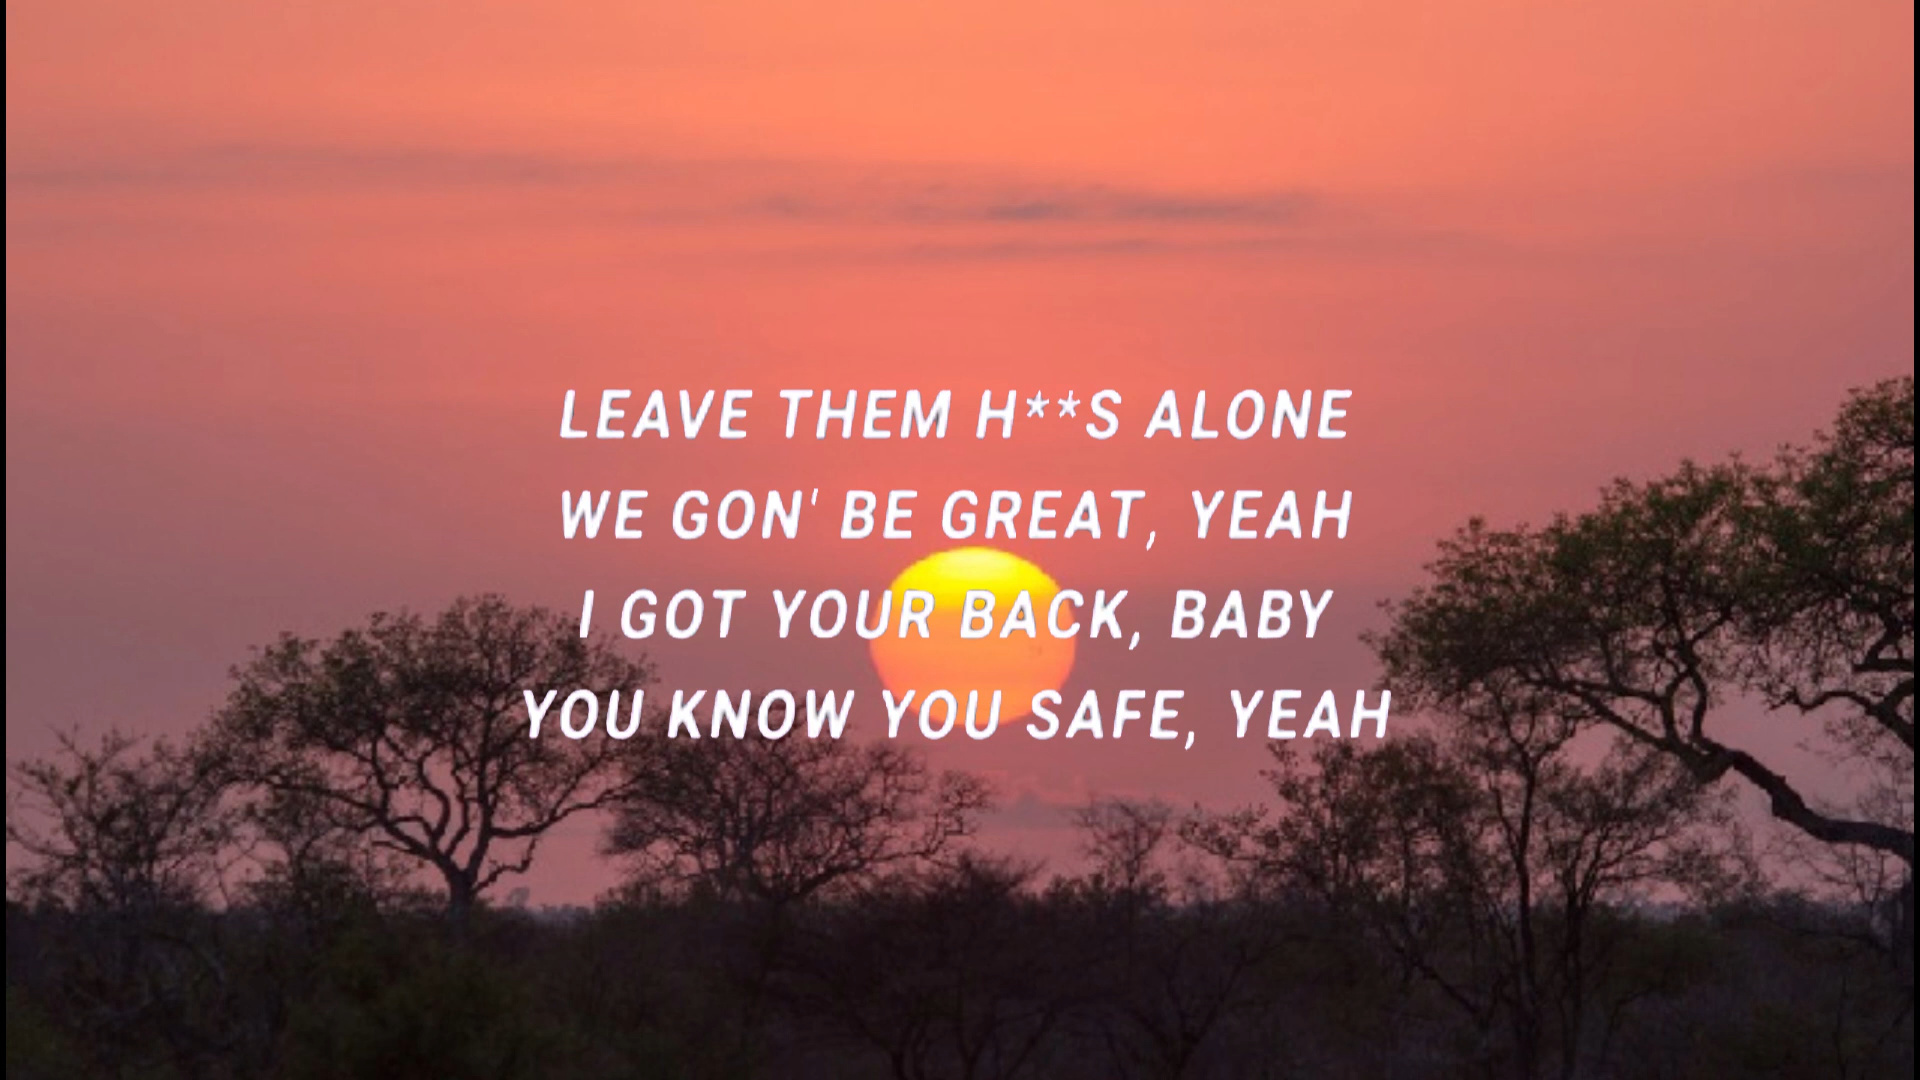 LEAVE THEM H**S ALONE
WE GON' BE GREAT, YEAH
I GOT YOUR BACK, BABY
YOU KNOW YOU SAFE, YEAH